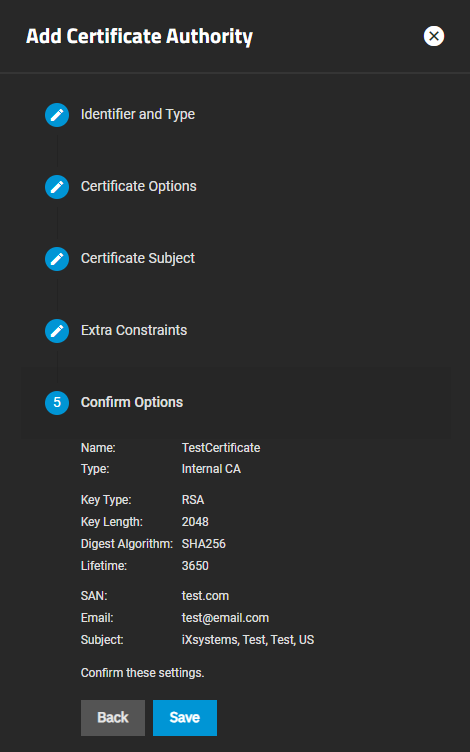 Add Certificate Authority
Identifier and Type
Certificate Options
Certificate Subject
Extra Constraints
5 Confirm Options
Name: TestCertificate
Type: Internal CA
Key Type: RSA
Key Length: 2048
Digest Algorithm: SHA256
Lifetime: 3650
SAN: test.com
Email: test@email.com
Subject: iXsystems, Test, Test, US
Confirm these settings.
Back Save